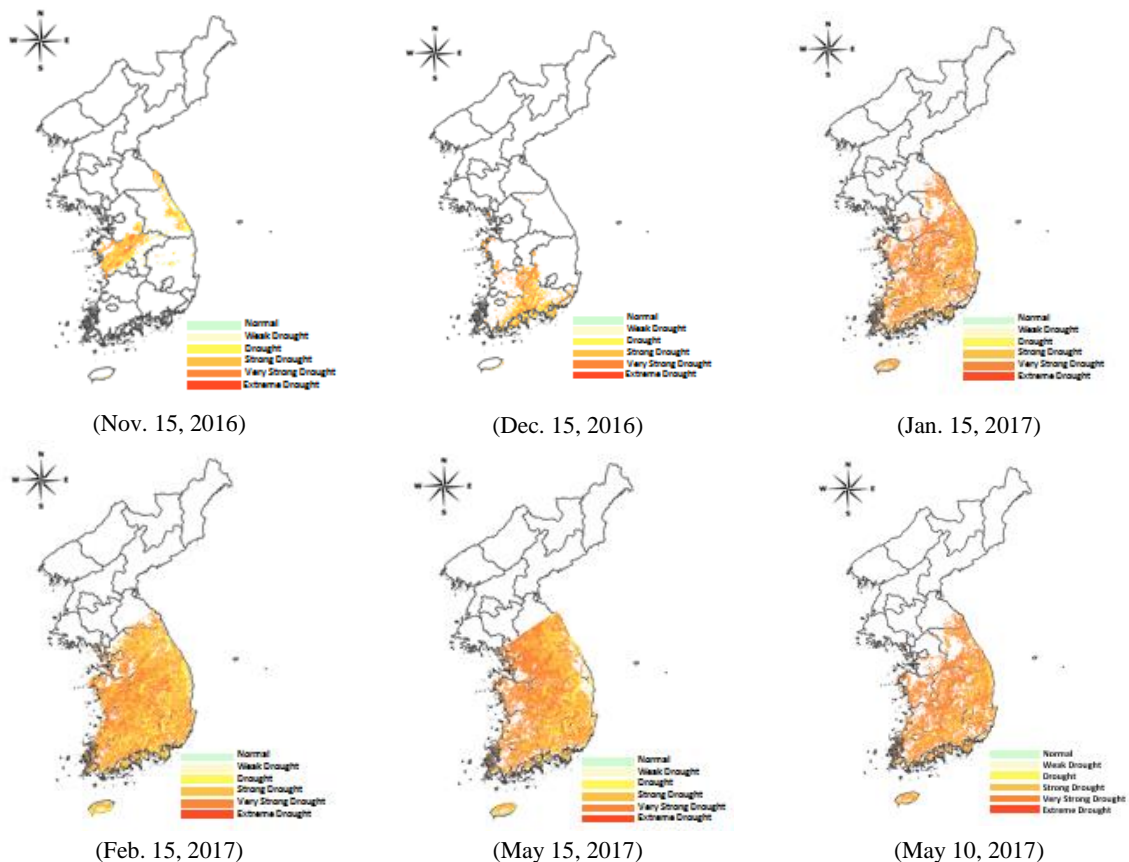 N
W E
S
Normal
Weak Drought
Drought
Strong Drought
Very Strong Drought
Extreme Drought
(Nov. 15, 2016)
N
W E
S
Normal
Weak Drought
Drought
Strong Drought
Very Strong Drought
Extreme Drought
(Dec. 15, 2016)
N
W E
S
Normal
Weak Drought
Drought
Strong Drought
Very Strong Drought
Extreme Drought
(Jan. 15, 2017)
N
W E
S
Normal
Weak Drought
Drought
Strong Drought
Very Strong Drought
Extreme Drought
(Feb. 15, 2017)
N
W E
S
Normal
Weak Drought
Drought
Strong Drought
Very Strong Drought
Extreme Drought
(May 15, 2017)
N
W E
S
Normal
Weak Drought
Drought
Strong Drought
Very Strong Drought
Extreme Drought
(May 10, 2017)